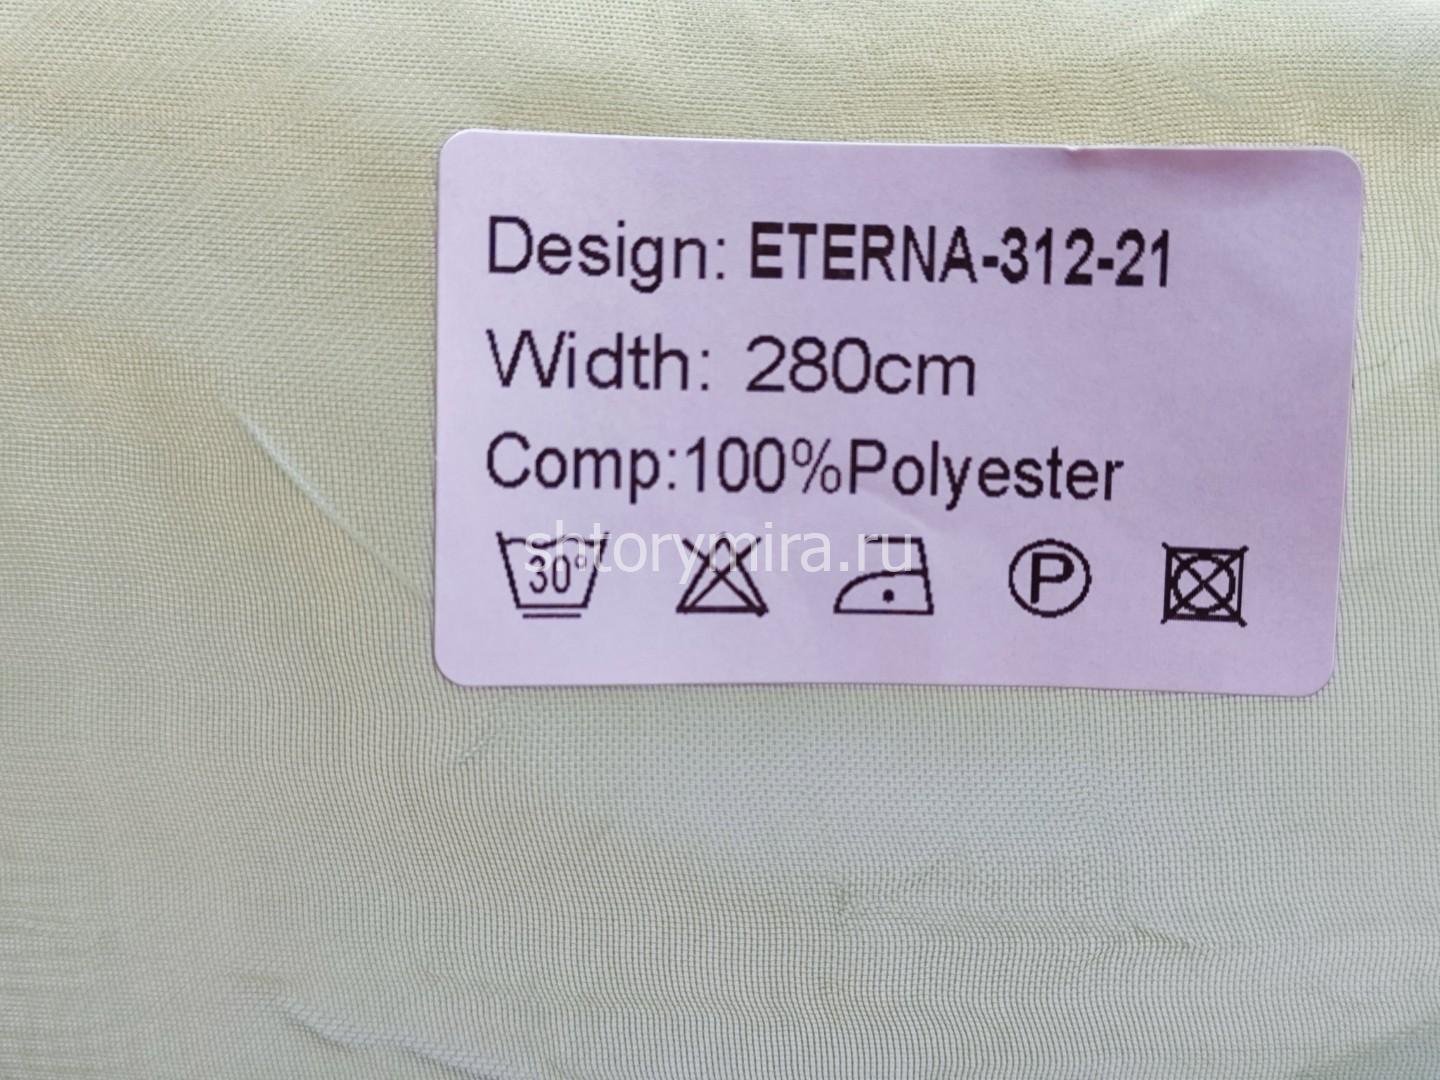 Design: ETERNA-312-21
Width: 280cm
Comp:100%Polyester
shtorymira.ru
30°
P